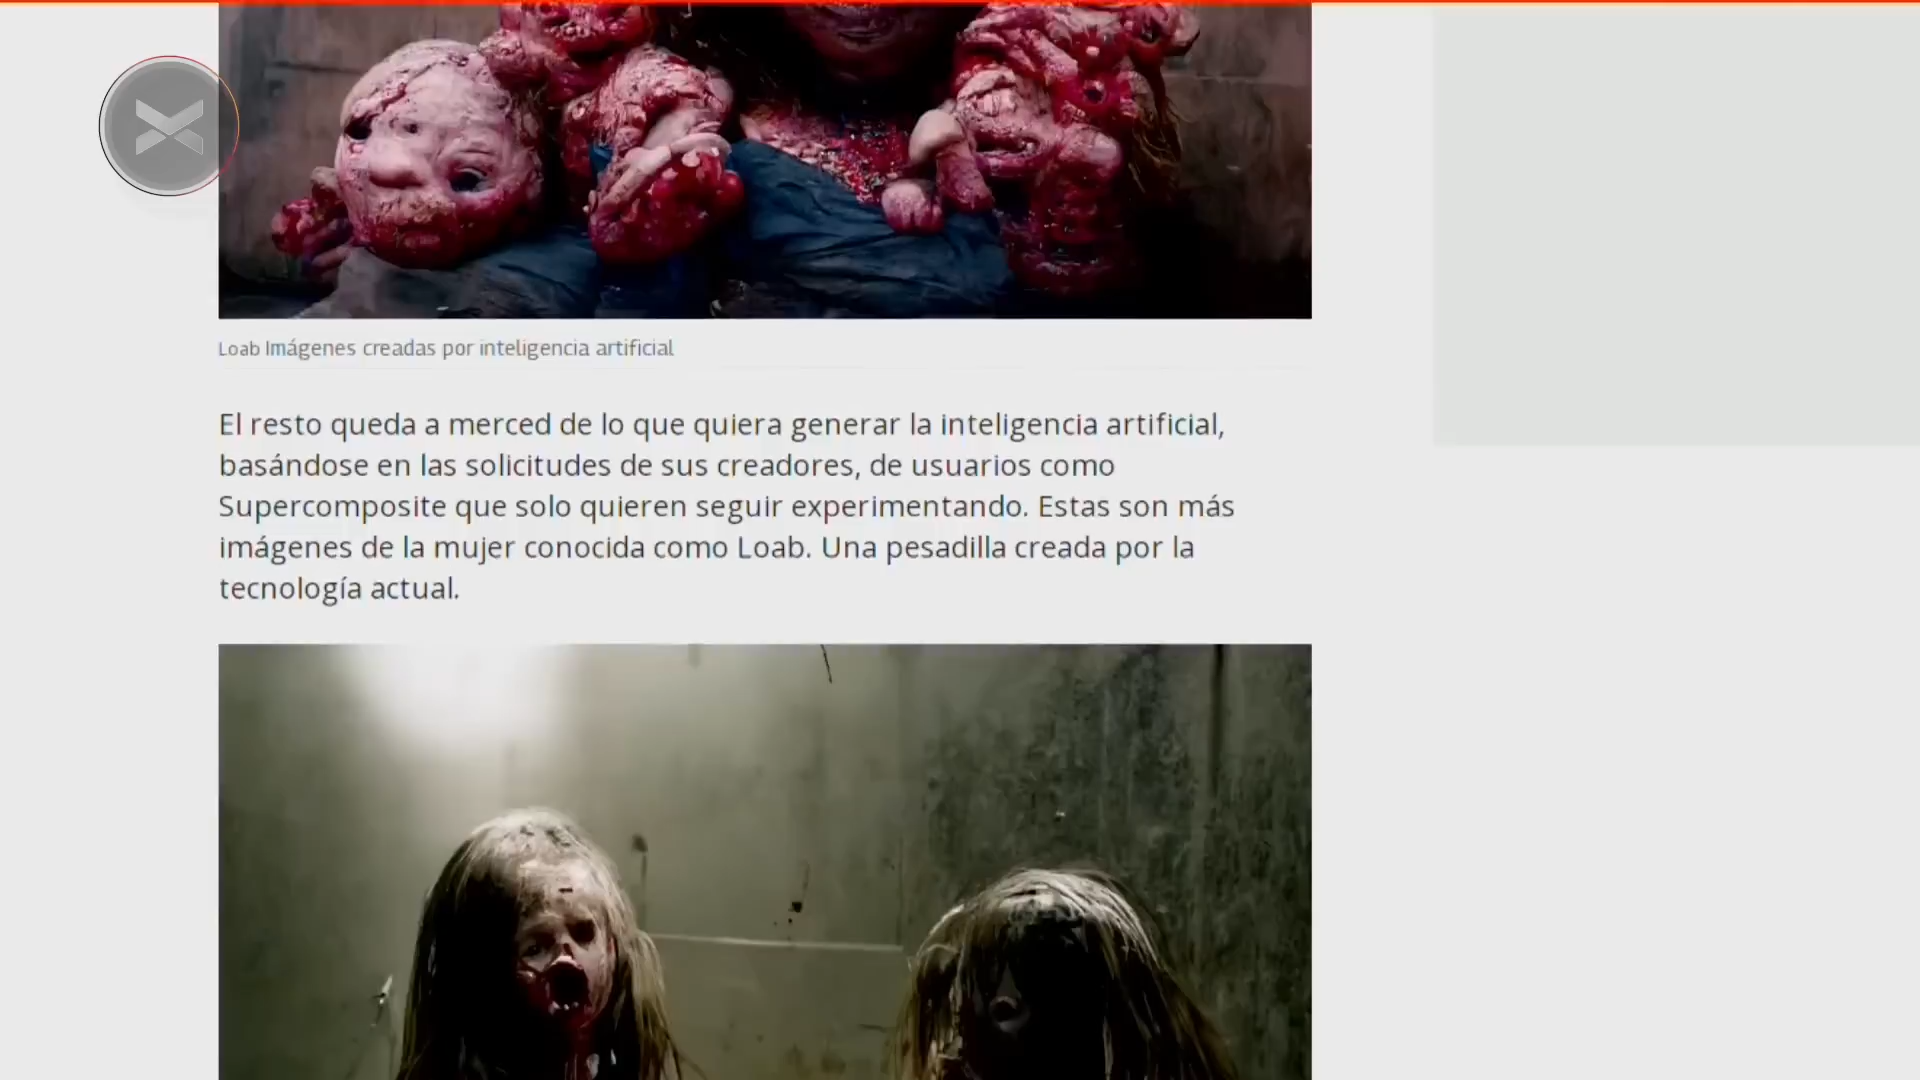 Loab Imágenes creadas por inteligencia artificial
El resto queda a merced de lo que quiera generar la inteligencia artificial,
basándose en las solicitudes de sus creadores, de usuarios como
Supercomposite que solo quieren seguir experimentando. Estas son más
imágenes de la mujer conocida como Loab. Una pesadilla creada por la
tecnología actual.